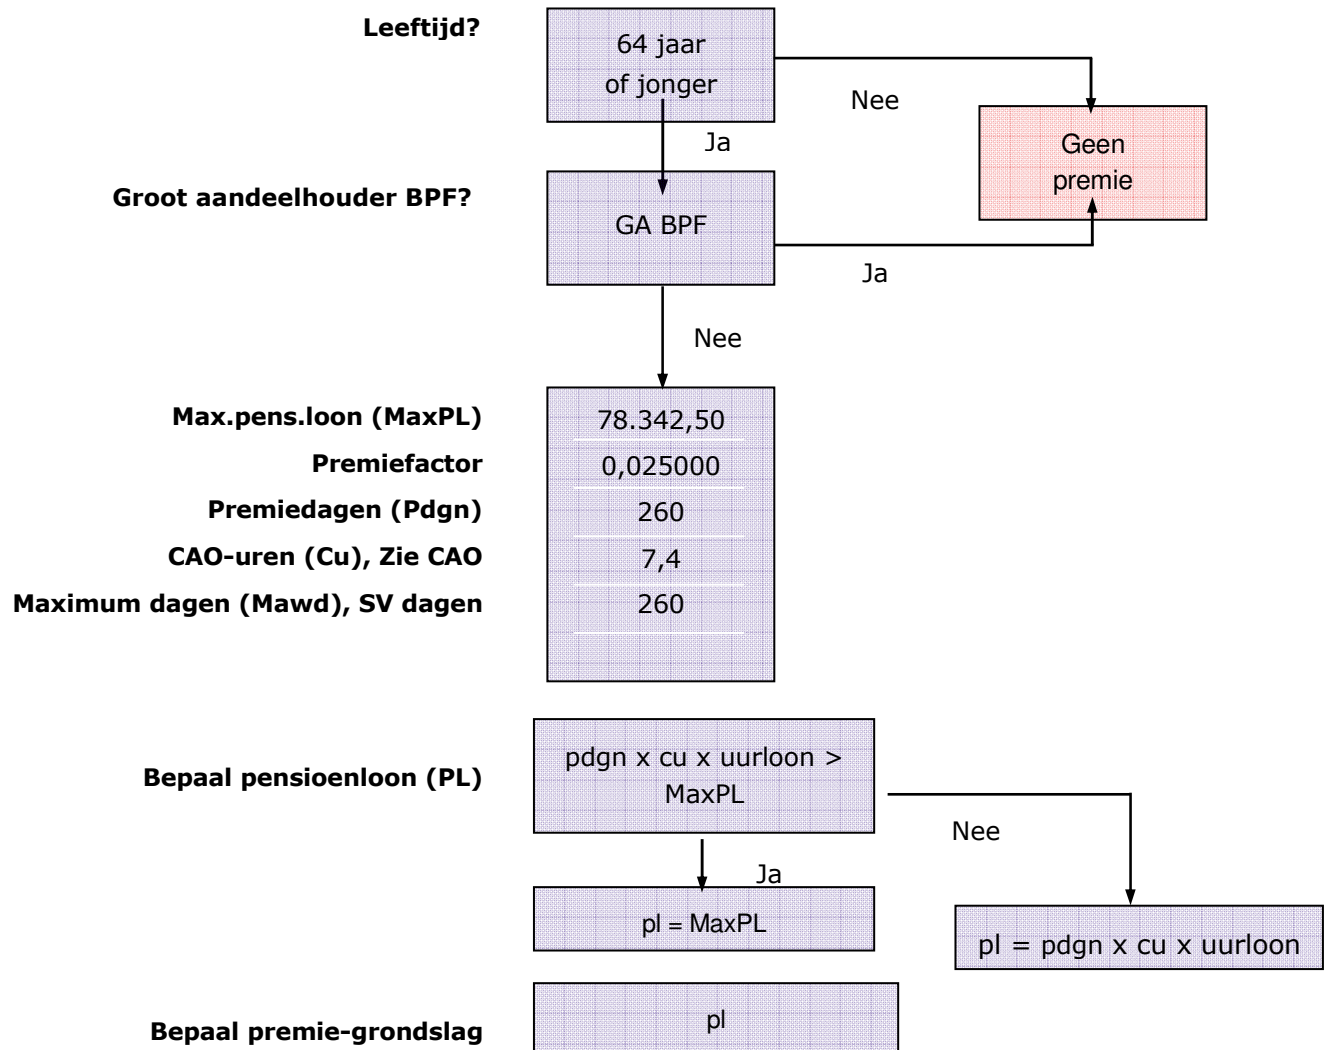 Leeftijd?
64 jaar
of jonger
Nee
Geen
premie
Ja
Groot aandeelhouder BPF?
GA BPF
Ja
Nee
Max.pens.loon (MaxPL) 78.342,50
Premiefactor 0,025000
Premiedagen (Pdgn) 260
CAO-uren (Cu), Zie CAO 7,4
Maximum dagen (Mawd), SV dagen 260
Bepaal pensioenloon (PL)
pdgn x cu x uurloon >
MaxPL
Nee
Ja
pl = MaxPL
pl = pdgn x cu x uurloon
Bepaal premie-grondslag
pl